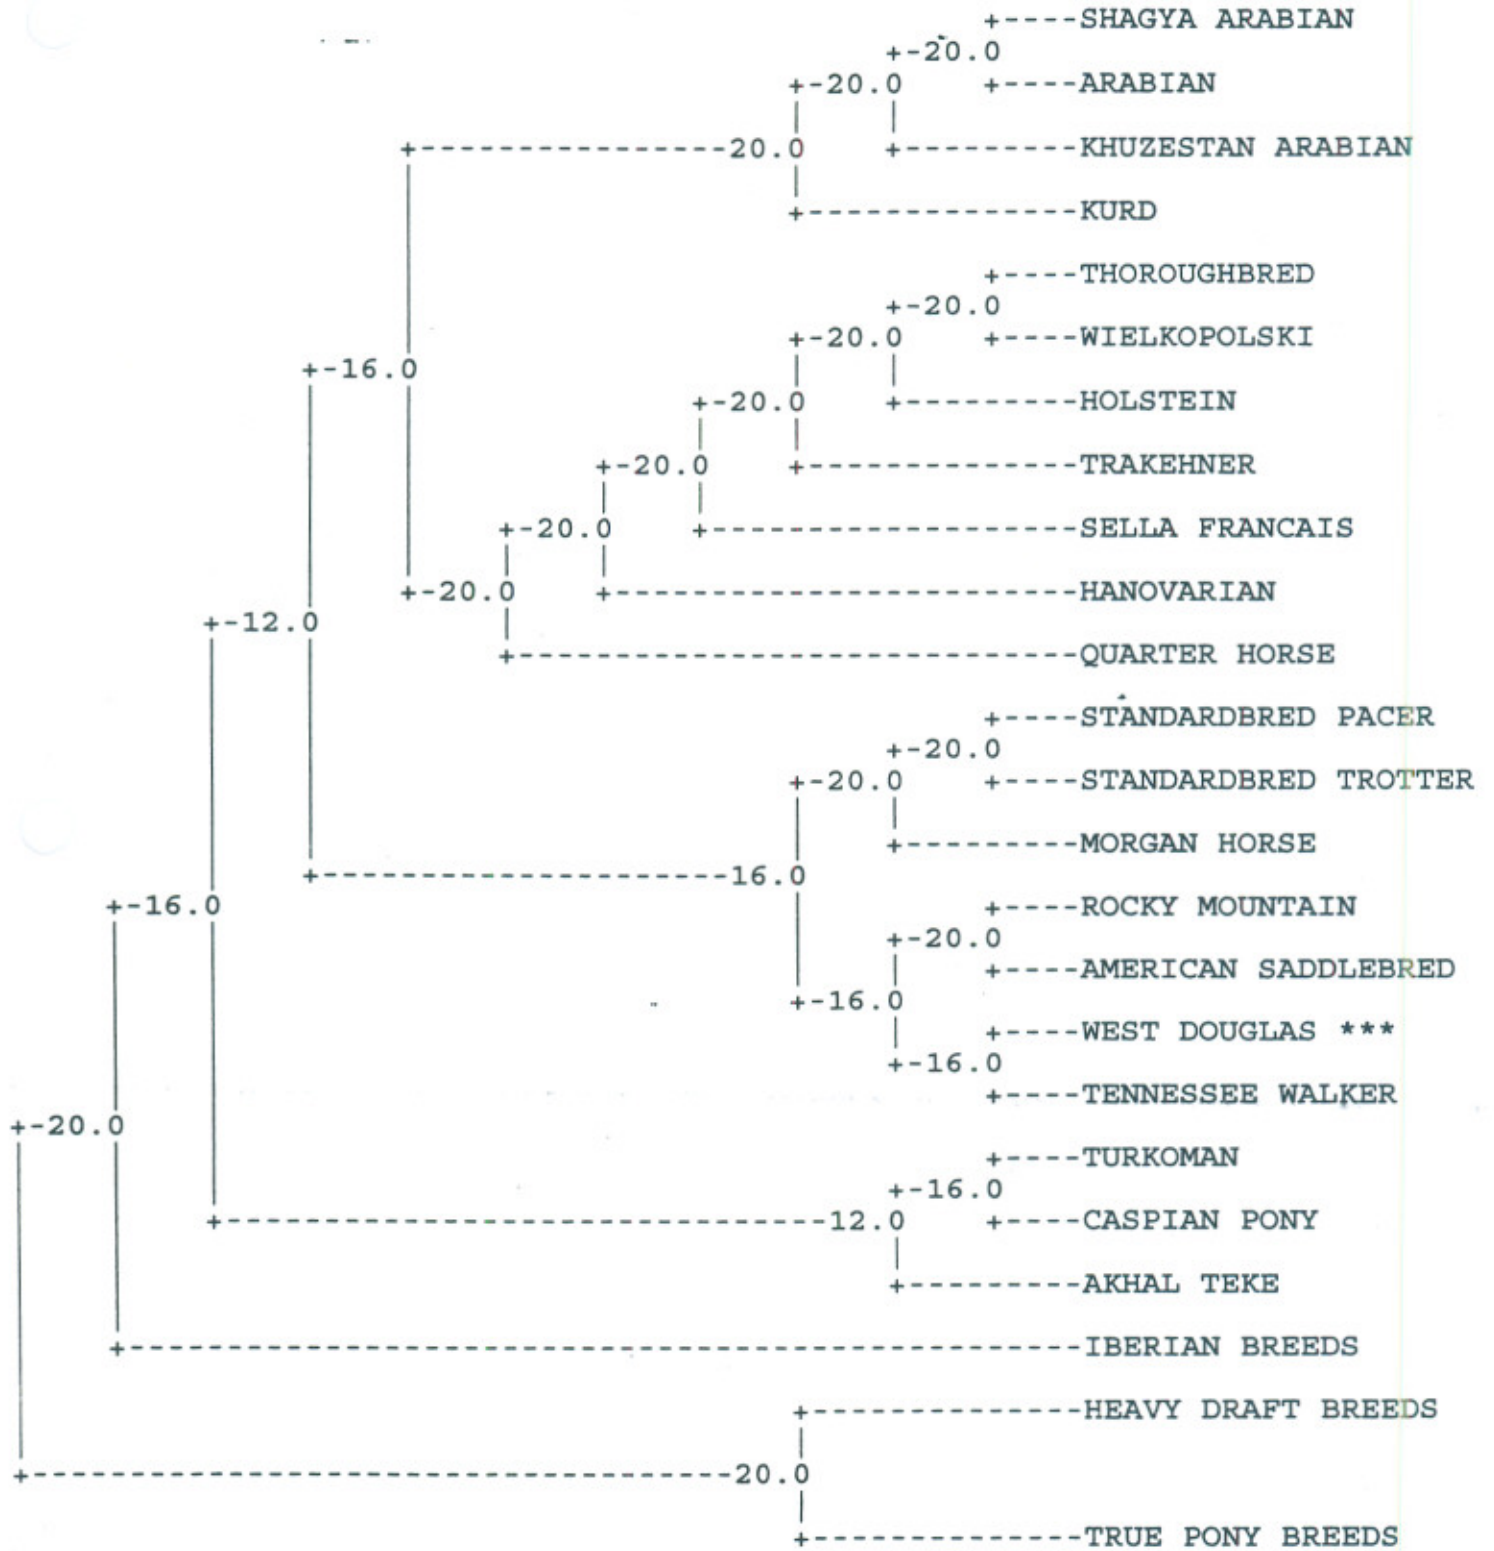 +----SHAGYA ARABIAN
+-20.0
+-20.0 +----ARABIAN
+----------------20.0 +---------KHUZESTAN ARABIAN
+--------------KURD
+----THOROUGHBRED
+-20.0
+-20.0 +----WIELKOPOLSKI
+-16.0
+-20.0 +---------HOLSTEIN
+-20.0 +--------------TRAKEHNER
+-20.0 +-------------------SELLA FRANCAIS
+-20.0 +------------------------HANOVARIAN
+-12.0
+-----------------------------QUARTER HORSE
+----STANDARDBRED PACER
+-20.0
+-20.0 +----STANDARDBRED TROTTER
+---------MORGAN HORSE
+----------------------16.0
+-16.0 +----ROCKY MOUNTAIN
+-20.0
+----AMERICAN SADDLEBRED
+-16.0
+----WEST DOUGLAS ***
+-16.0
+----TENNESSEE WALKER
+-20.0
+----TURKOMAN
+-16.0
+-------------------------------12.0 +----CASPIAN PONY
+---------AKHAL TEKE
+-------------------------------------------------IBERIAN BREEDS
+--------------HEAVY DRAFT BREEDS
+------------------------------------20.0
+--------------TRUE PONY BREEDS